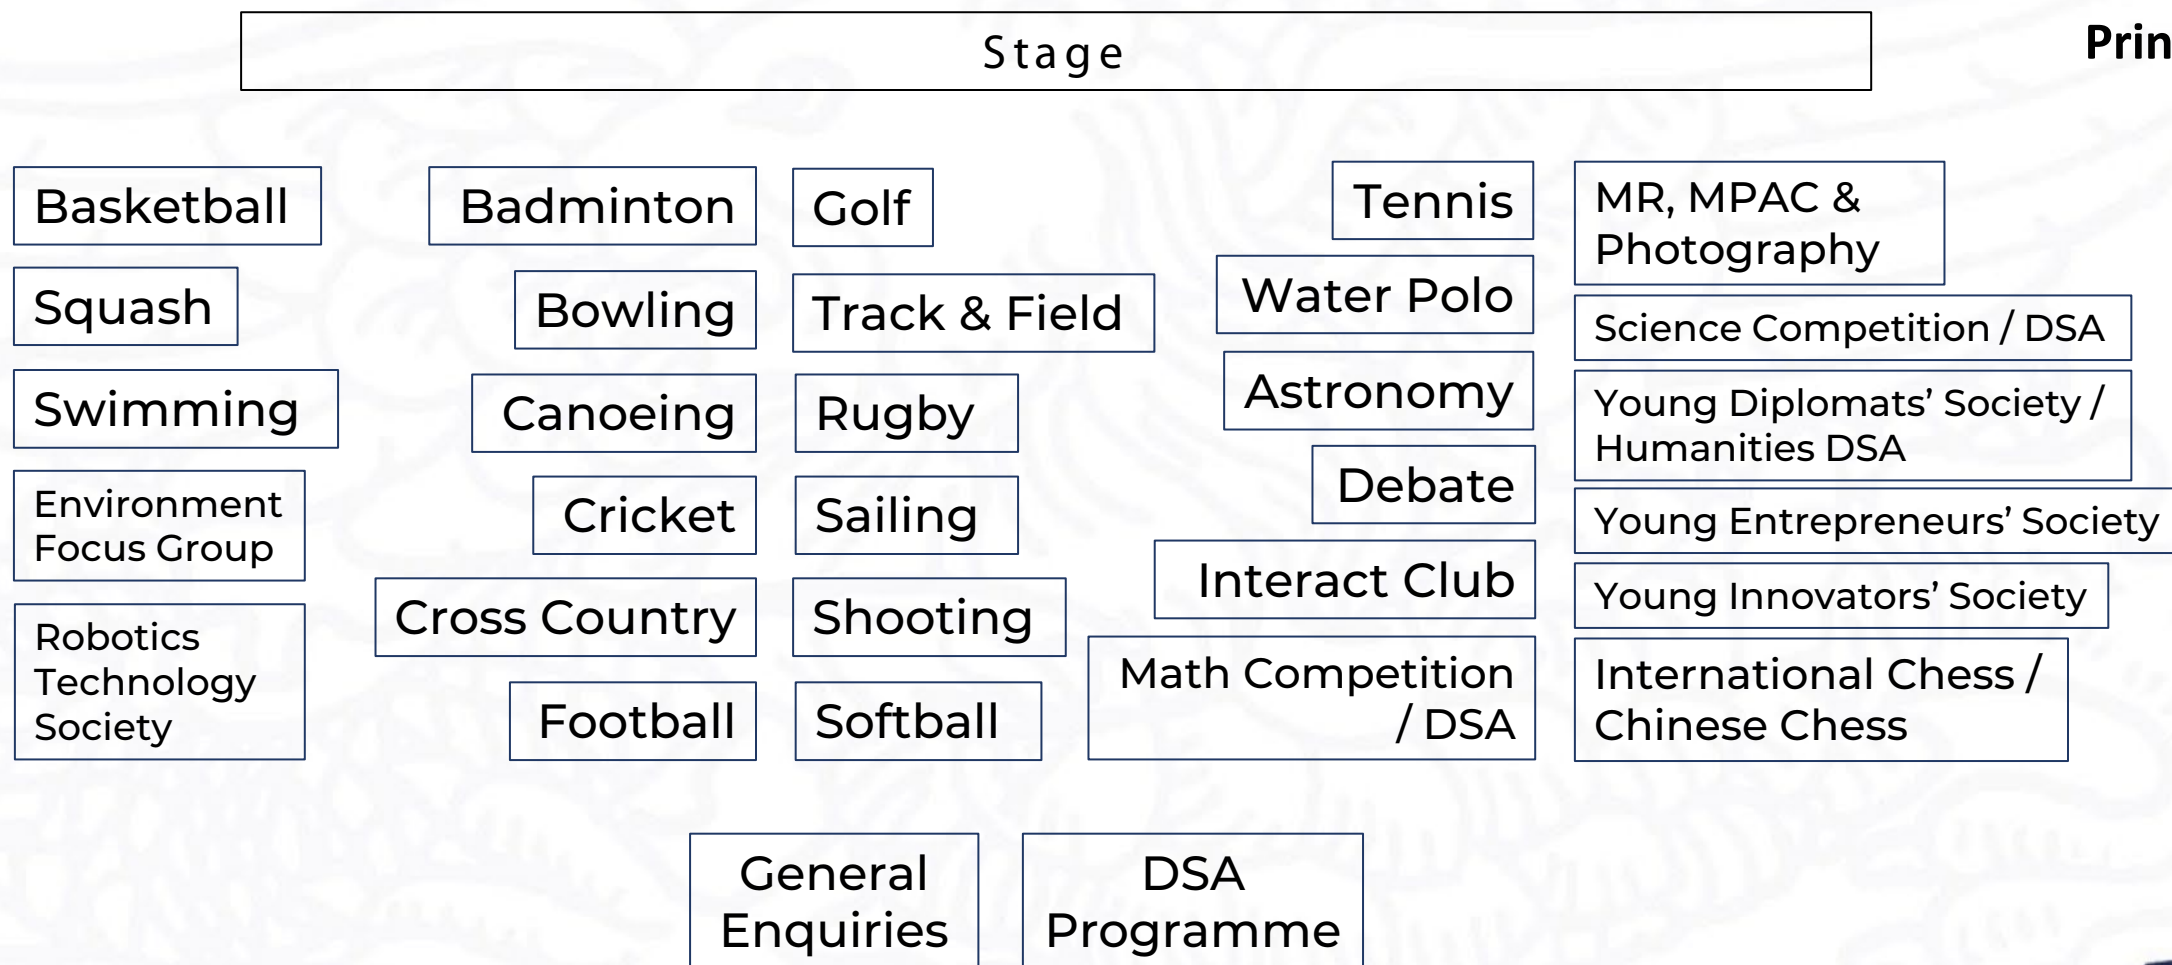 Stage
Prin
Basketball
Squash
Swimming
Environment
Focus Group
Robotics
Technology
Society
Badminton
Bowling
Canoeing
Cricket
Cross Country
Football
Golf
Track & Field
Rugby
Sailing
Shooting
Softball
Tennis
Water Polo
Astronomy
Debate
Interact Club
Math Competition
/ DSA
MR, MPAC &
Photography
Science Competition / DSA
Young Diplomats’ Society /
Humanities DSA
Young Entrepreneurs’ Society
Young Innovators’ Society
International Chess /
Chinese Chess
General
Enquiries
DSA
Programme